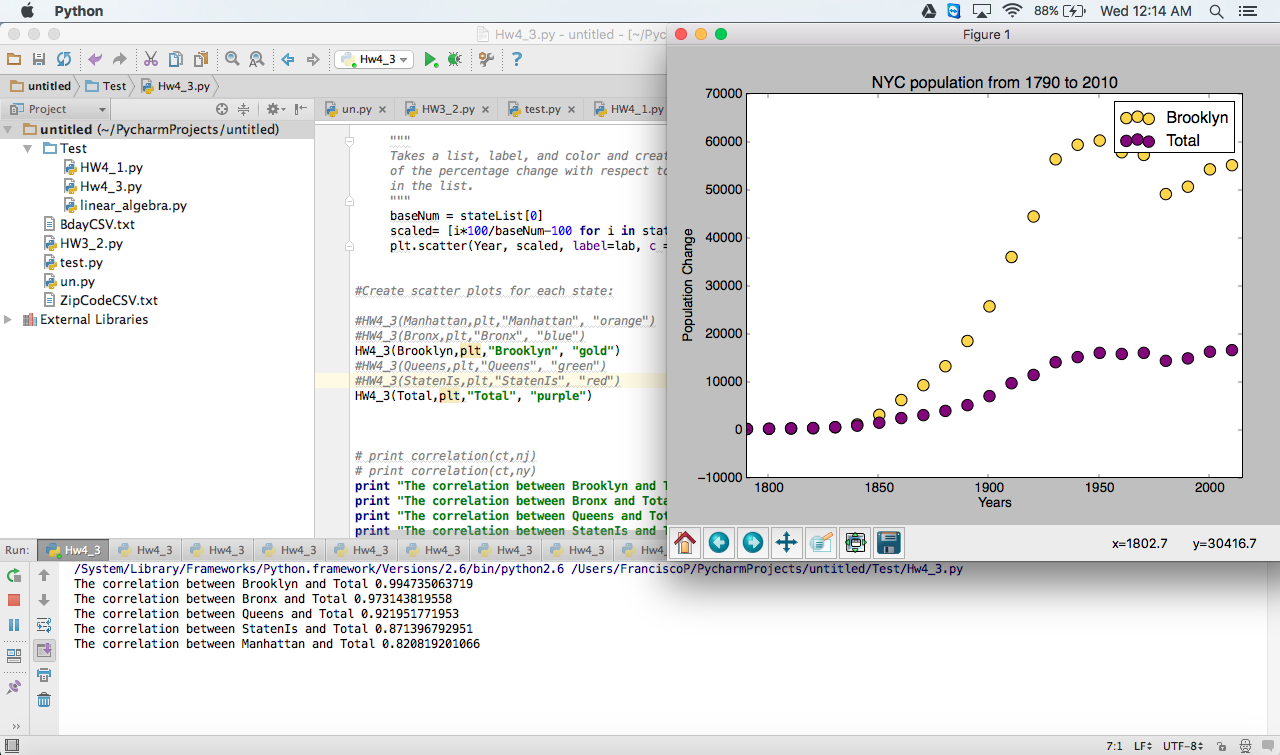 Python
88%
Wed 12:14 AM
Hw4_3.py - untitled - [~/Pyc
Hw4_3
untitled
Test
Hw4_3.py
Project
untitled (~/PycharmProjects/untitled)
Test
HW4_1.py
Hw4_3.py
linear_algebra.py
BdayCSV.txt
HW3_2.py
test.py
un.py
ZipCodeCSV.txt
External Libraries
un.py
HW3_2.py
test.py
HW4_1.py
"""
Takes a list, label, and color and creat
of the percentage change with respect to
in the list.
"""
baseNum = stateList[0]
scaled= [i*100/baseNum-100 for i in stat
plt.scatter(Year, scaled, label=lab, c =
#Create scatter plots for each state:
#HW4_3(Manhattan,plt,"Manhattan", "orange")
#HW4_3(Bronx,plt,"Bronx", "blue")
HW4_3(Brooklyn,plt,"Brooklyn", "gold")
#HW4_3(Queens,plt,"Queens", "green")
#HW4_3(StatenIs,plt,"StatenIs", "red")
HW4_3(Total,plt,"Total", "purple")
# print correlation(ct,nj)
# print correlation(ct,ny)
print "The correlation between Brooklyn and T
print "The correlation between Bronx and Tota
print "The correlation between Queens and Tot
print "The correlation between StatenIs and T
Figure 1
NYC population from 1790 to 2010
Brooklyn
Total
70000
60000
50000
40000
30000
20000
10000
0
−10000
Population Change
1800 1850 1900 1950 2000
Years
x=1802.7 y=30416.7
Run: Hw4_3 Hw4_3 Hw4_3 Hw4_3 Hw4_3 Hw4_3 Hw4_3 Hw4_3 Hw4_
/System/Library/Frameworks/Python.framework/Versions/2.6/bin/python2.6 /Users/FranciscoP/PycharmProjects/untitled/Test/Hw4_3.py
The correlation between Brooklyn and Total 0.994735063719
The correlation between Bronx and Total 0.973143819558
The correlation between Queens and Total 0.921951771953
The correlation between StatenIs and Total 0.871396792951
The correlation between Manhattan and Total 0.820819201066
7:1 LF UTF-8